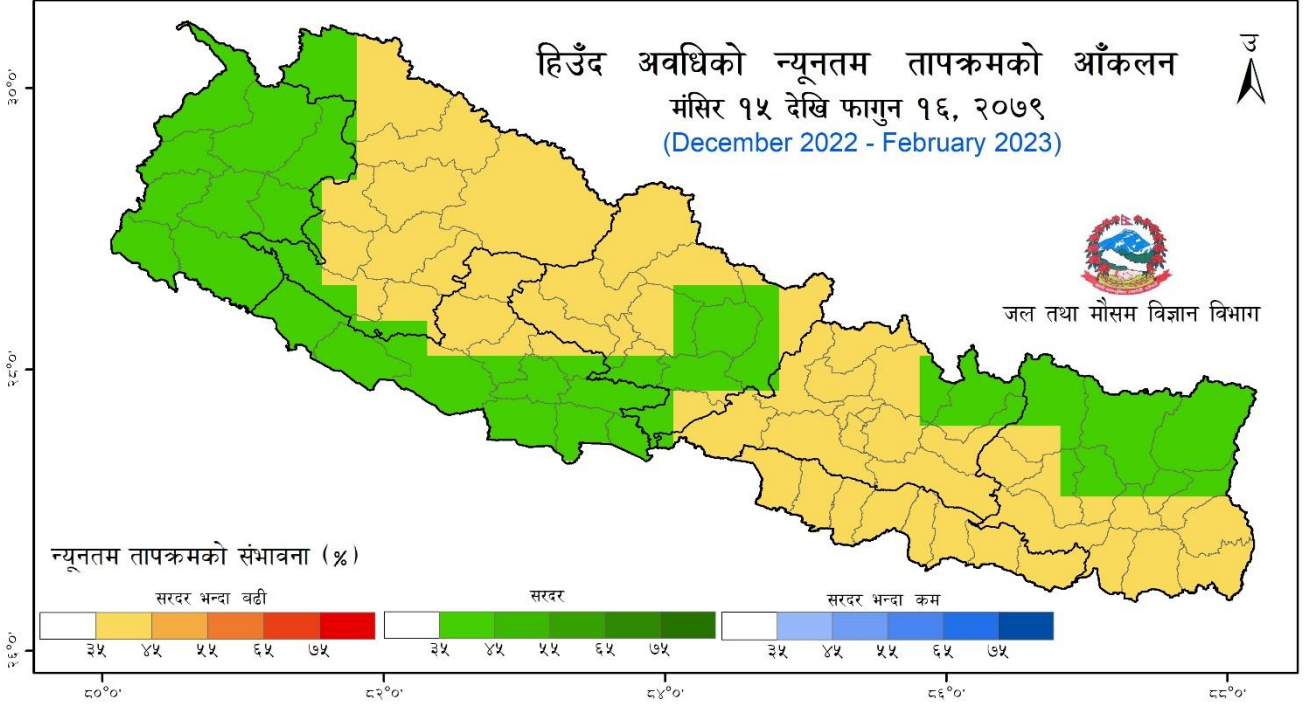 हिउँद अवधिको न्यूनतम तापक्रमको आँकलन
मंसिर १५ देखि फागुन १६, २०७९
(December 2022 - February 2023)
उ
जल तथा मौसम विज्ञान विभाग
३०°०'
२८°०'
२६°०'
न्यूनतम तापक्रमको संभावना (%)
सरदर भन्दा बढी
३५ ४५ ५५ ६५ ७५
सरदर
३५ ४५ ५५ ६५ ७५
सरदर भन्दा कम
३५ ४५ ५५ ६५ ७५
८०°०' ८२°०' ८४°०' ८६°०' ८८°०'